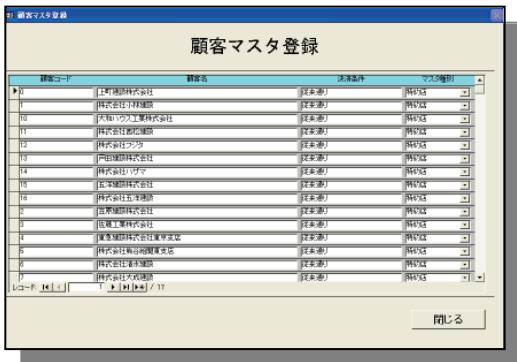 顧客マスタ登録
顧客マスタ登録
顧客コード 顧客名 決済条件 マスタ種別
0 上町建設株式会社 従来通り 特約店
1 株式会社小林建設 従来通り 特約店
10 大和ハウス工業株式会社 従来通り 特約店
11 株式会社西松建設 従来通り 特約店
12 株式会社フジタ 従来通り 特約店
13 戸田建設株式会社 従来通り 特約店
14 株式会社ハザマ 従来通り 特約店
15 五洋建設株式会社 従来通り 特約店
16 株式会社五洋建設 従来通り 特約店
2 株式会社 従来通り 特約店
3 佐藤工業株式会社 従来通り 特約店
4 東急建設株式会社東京支店 従来通り 特約店
5 株式会社熊谷組関東支店 従来通り 特約店
6 株式会社清水建設 従来通り 特約店
7 株式会社大成建設 従来通り 特約店
レコード: 1 / 17
閉じる